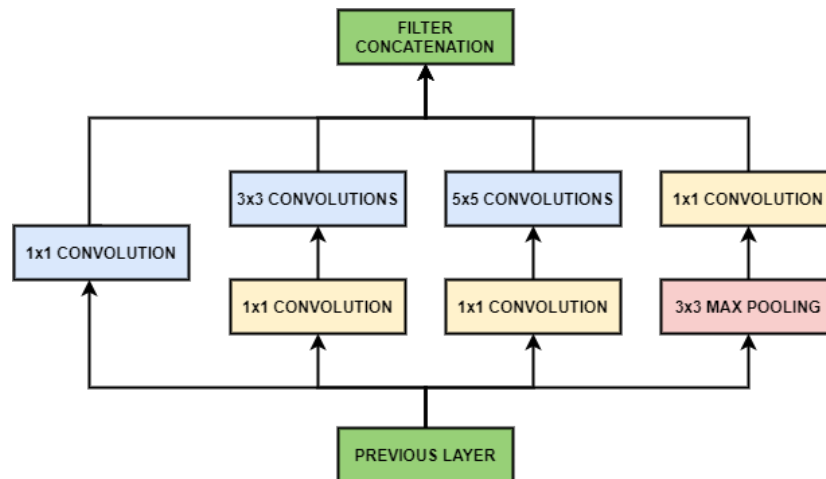 FILTER
CONCATENATION
3x3 CONVOLUTIONS
5x5 CONVOLUTIONS
1x1 CONVOLUTION
1x1 CONVOLUTION
1x1 CONVOLUTION
1x1 CONVOLUTION
3x3 MAX POOLING
PREVIOUS LAYER